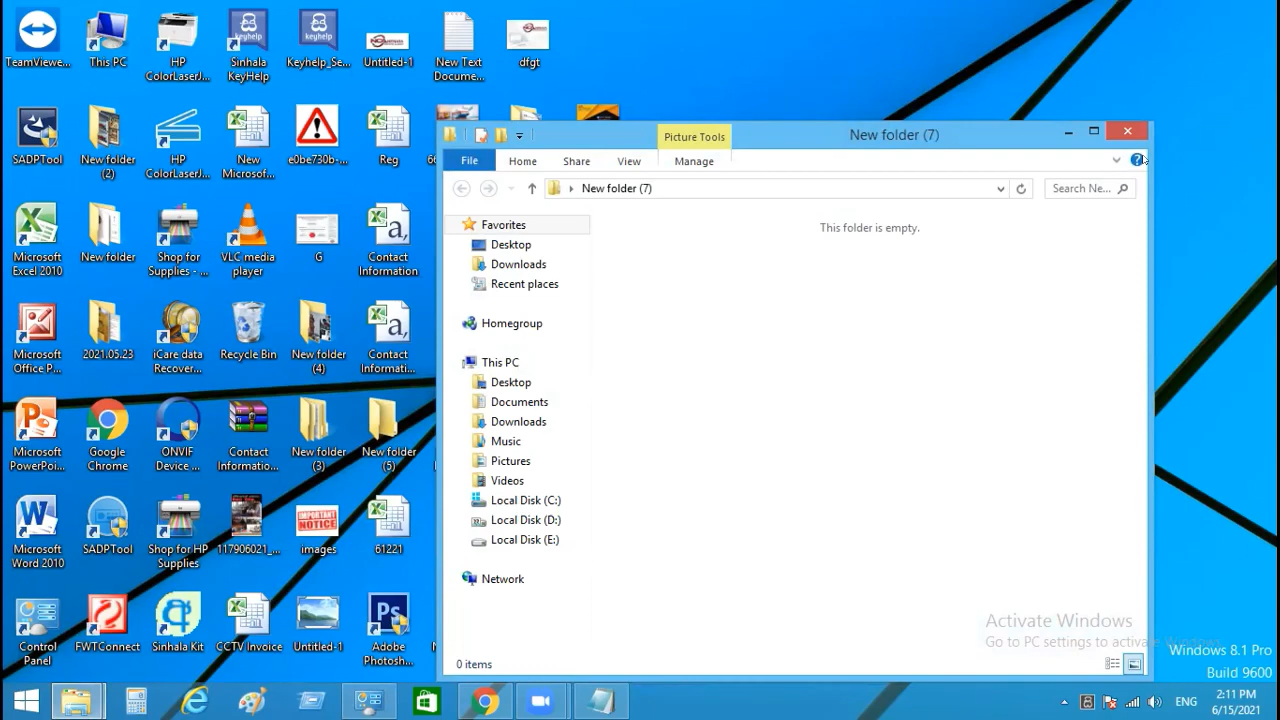 TeamViewe...
This PC
HP
ColorLaserJ...
Sinhala
KeyHelp
Keyhelp_Se...
Untitled-1
New Text
Docume...
dfgt
SADPTool
New folder
(2)
HP
ColorLaserJ...
New
Microsof...
e0be730b-...
Reg
Picture Tools
New folder (7)
File
Home
Share
View
Manage
New folder (7)
Search Ne...
Microsoft
Excel 2010
New folder
Shop for
Supplies - ...
VLC media
player
G
Contact
Information
Favorites
Desktop
Downloads
Recent places
This folder is empty.
Microsoft
Office P...
2021.05.23
iCare data
Recover...
Recycle Bin
New folder
(4)
Contact
Informati...
Homegroup
This PC
Desktop
Documents
Downloads
Music
Pictures
Videos
Local Disk (C:)
Local Disk (D:)
Local Disk (E:)
Network
Microsoft
PowerPoi...
Google
Chrome
ONVIF
Device ...
Contact
Informatio...
New folder
(3)
New folder
(5)
Microsoft
Word 2010
SADPTool
Shop for HP
Supplies
117906021_...
IMPORTANT
NOTICE
images
61221
Control
Panel
FWTConnect
Sinhala Kit
CCTV Invoice
Untitled-1
Adobe
Photosh...
0 items
Activate Windows
Go to PC settings to activate Windows.
Windows 8.1 Pro
Build 9600
ENG
2:11 PM
6/15/2021